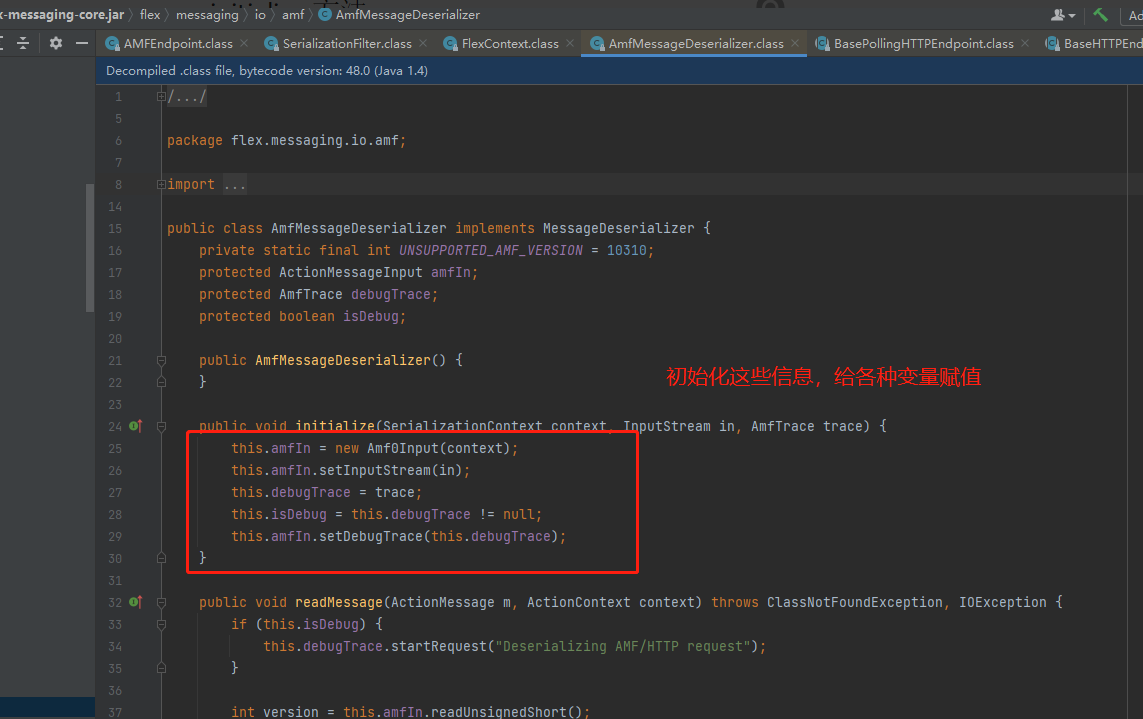 x-messaging-core.jar flex messaging io amf AmfMessageDeserializer Ad
AMFEndpoint.class SerializationFilter.class FlexContext.class AmfMessageDeserializer.class BasePollingHTTPEndpoint.class BaseHTTPEnd
Decompiled .class file, bytecode version: 48.0 (Java 1.4)
1 /.../
5
6 package flex.messaging.io.amf;
7
8 import ...
14
15 public class AmfMessageDeserializer implements MessageDeserializer {
16 private static final int UNSUPPORTED_AMF_VERSION = 10310;
17 protected ActionMessageInput amfIn;
18 protected AmfTrace debugTrace;
19 protected boolean isDebug;
20
21 public AmfMessageDeserializer() {
22 }
初始化这些信息，给各种变量赋值
23
24 public void initialize(SerializationContext context, InputStream in, AmfTrace trace) {
25 this.amfIn = new Amf0Input(context);
26 this.amfIn.setInputStream(in);
27 this.debugTrace = trace;
28 this.isDebug = this.debugTrace != null;
29 this.amfIn.setDebugTrace(this.debugTrace);
30 }
31
32 public void readMessage(ActionMessage m, ActionContext context) throws ClassNotFoundException, IOException {
33 if (this.isDebug) {
34 this.debugTrace.startRequest("Deserializing AMF/HTTP request");
35 }
36
37 int version = this.amfIn.readUnsignedShort();